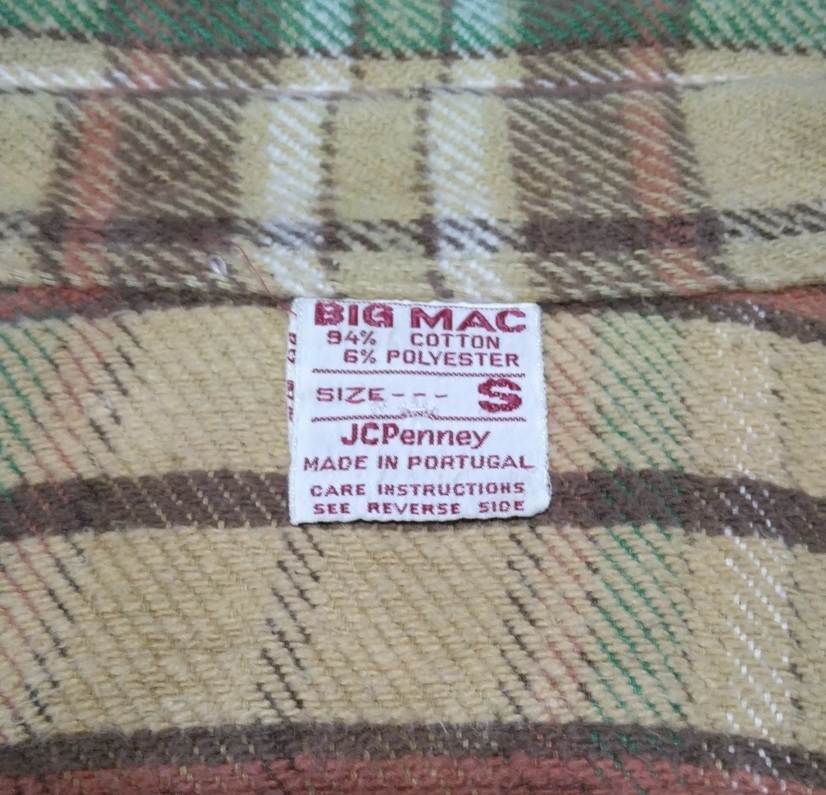 BIG MAC
94% COTTON
6% POLYESTER
SIZE--- S
JCPenney
MADE IN PORTUGAL
CARE INSTRUCTIONS
SEE REVERSE SIDE